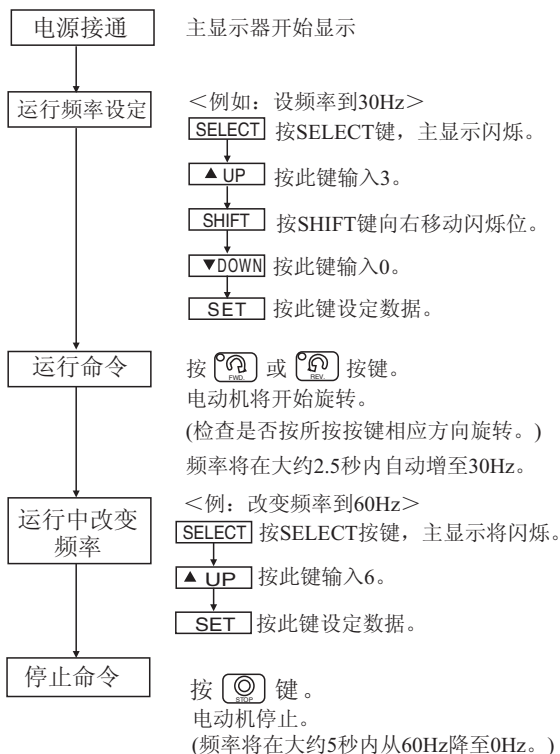 电源接通 主显示器开始显示
运行频率设定 <例如：设频率到30Hz>
SELECT 按SELECT键，主显示闪烁。
▲ UP 按此键输入3。
SHIFT 按SHIFT键向右移动闪烁位。
▼DOWN 按此键输入0。
SET 按此键设定数据。
运行命令 按 FWD. 或 REV. 按键。
电动机将开始旋转。
(检查是否按所按按键相应方向旋转。)
频率将在大约2.5秒内自动增至30Hz。
运行中改变
频率
<例：改变频率到60Hz>
SELECT 按SELECT按键，主显示将闪烁。
▲ UP 按此键输入6。
SET 按此键设定数据。
停止命令 按 STOP 键。
电动机停止。
(频率将在大约5秒内从60Hz降至0Hz。)